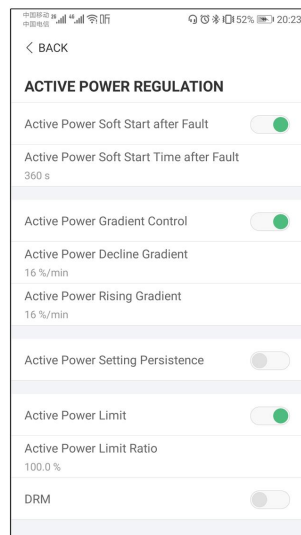 中国移动 2G 4G
中国电信 52% 20:23
< BACK
ACTIVE POWER REGULATION
Active Power Soft Start after Fault
Active Power Soft Start Time after Fault
360 s
Active Power Gradient Control
Active Power Decline Gradient
16 %/min
Active Power Rising Gradient
16 %/min
Active Power Setting Persistence
Active Power Limit
Active Power Limit Ratio
100.0 %
DRM